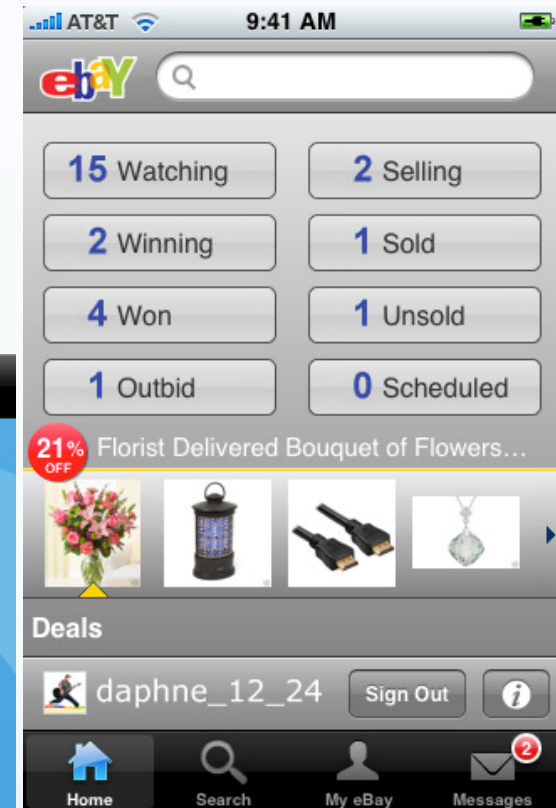 AT&T 9:41 AM
ebaY
15 Watching 2 Selling
2 Winning 1 Sold
4 Won 1 Unsold
1 Outbid 0 Scheduled
21% OFF Florist Delivered Bouquet of Flowers...
Deals
daphne_12_24 Sign Out i
2
Home Search My eBay Messages